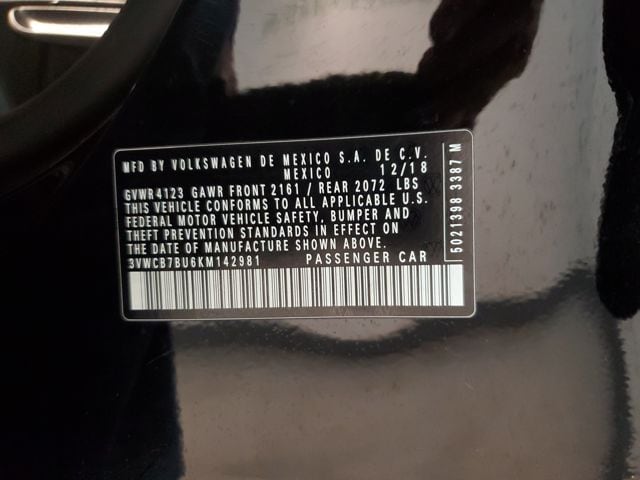 MFD BY VOLKSWAGEN DE MEXICO S.A. DE C.V.
MEXICO 12/18
GVWR4123 GAWR FRONT 2161 / REAR 2072 LBS
THIS VEHICLE CONFORMS TO ALL APPLICABLE U.S.
FEDERAL MOTOR VEHICLE SAFETY, BUMPER AND
THEFT PREVENTION STANDARDS IN EFFECT ON
THE DATE OF MANUFACTURE SHOWN ABOVE.
3VWCB7BU6KM142981 PASSENGER CAR
5021398 3387 M